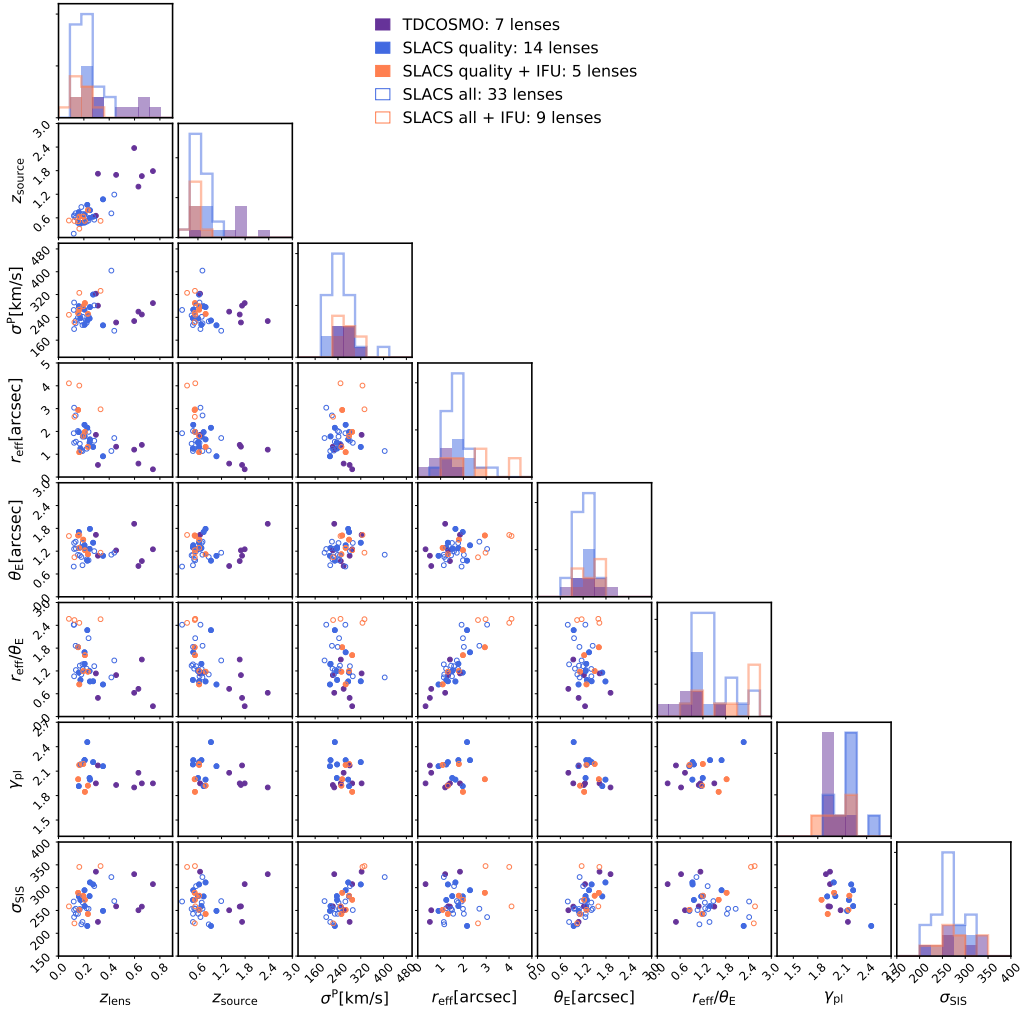 TDCOSMO: 7 lenses
SLACS quality: 14 lenses
SLACS quality + IFU: 5 lenses
SLACS all: 33 lenses
SLACS all + IFU: 9 lenses
3.0
2.4
1.8
1.2
0.6
z_source
480
400
320
240
160
σ^P[km/s]
5
4
3
2
1
0
r_eff[arcsec]
3.0
2.4
1.8
1.2
0.6
0.0
θ_E[arcsec]
3.0
2.4
1.8
1.2
0.6
0.0
r_eff/θ_E
2.7
2.4
2.1
1.8
1.5
γ_pl
400
350
300
250
200
150
σ_SIS
0.0 0.2 0.4 0.6 0.8
0.6 1.2 1.8 2.4 3.0
160 240 320 400 480
0 1 2 3 4 5
0.0 0.6 1.2 1.8 2.4 3.0
0.0 0.6 1.2 1.8 2.4 3.0
1.5 1.8 2.1 2.4 2.7
150 200 250 300 350 400
z_lens
z_source
σ^P[km/s]
r_eff[arcsec]
θ_E[arcsec]
r_eff/θ_E
γ_pl
σ_SIS